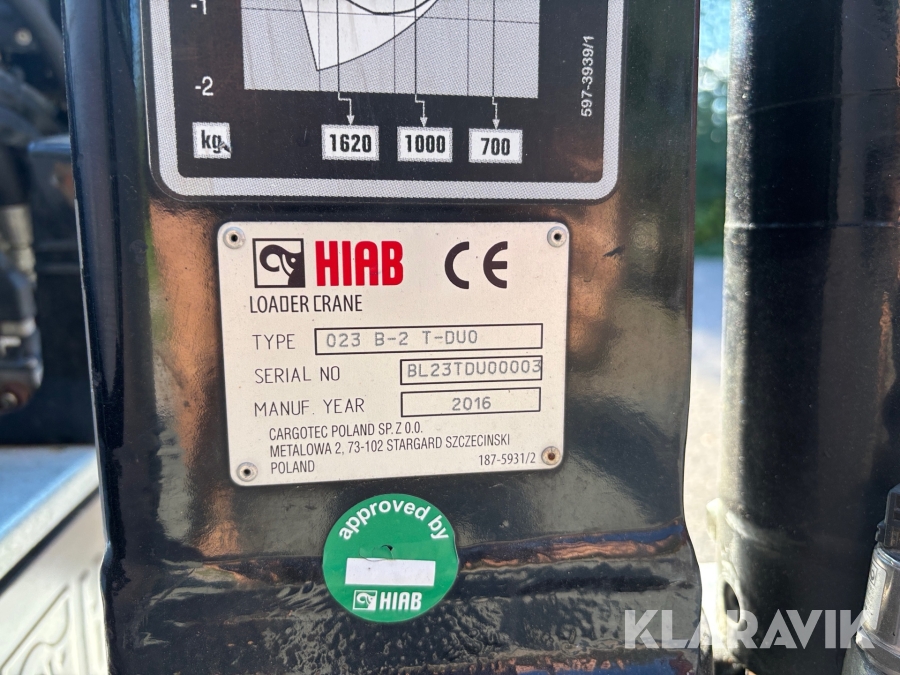 -1
-2
kg
1620 1000 700
597-3939/1
HIAB CE
LOADER CRANE
TYPE 023 B-2 T-DUO
SERIAL NO BL23TDU00003
MANUF. YEAR 2016
CARGOTEC POLAND SP. Z O.O.
METALOWA 2, 73-102 STARGARD SZCZECINSKI
POLAND 187-5931/2
approved by
HIAB
KLARAVIK